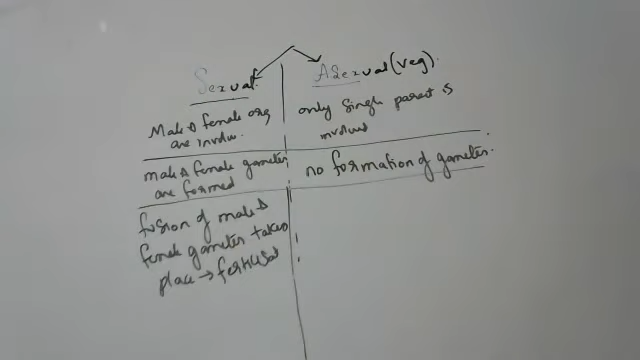 Sexual
Asexual (veg).
Male & female org
are involv.
only single parent is
involved
male & female gametes
are formed
no formation of gametes.
fusion of male &
female gametes takes
place → fertilisat